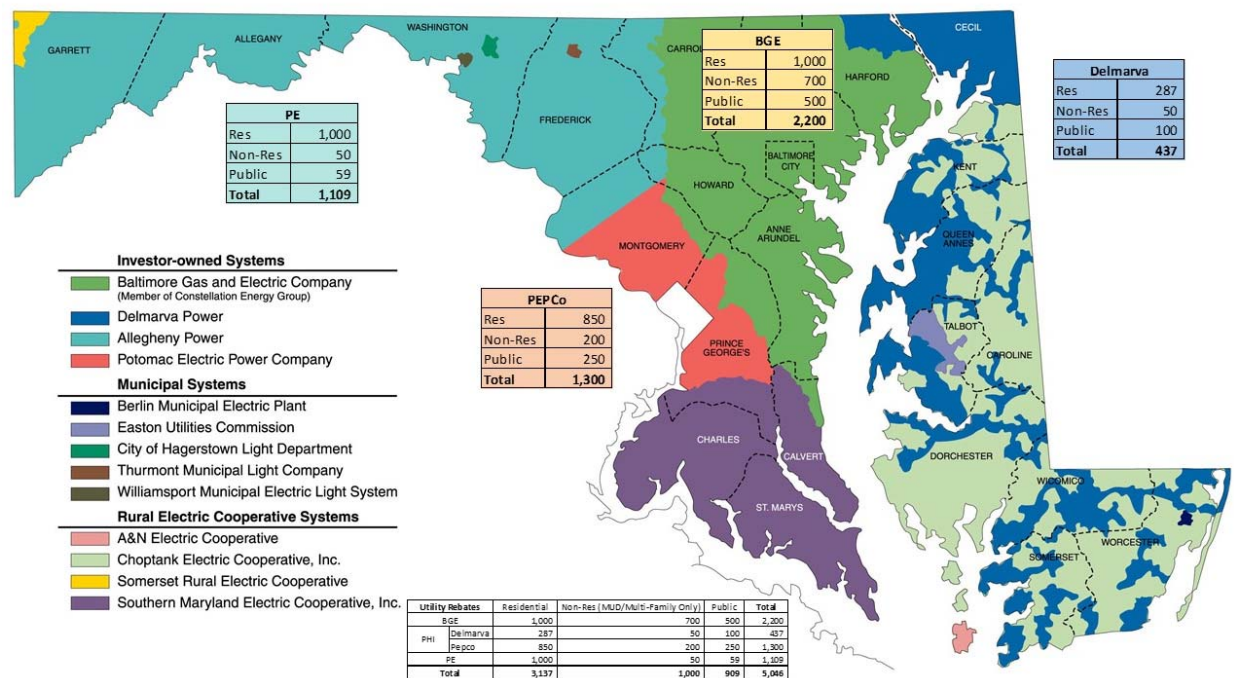 GARRETT
ALLEGANY
WASHINGTON
FREDERICK
CARROL
HARFORD
CECIL
BALTIMORE
CITY
HOWARD
ANNE
ARUNDEL
MONTGOMERY
PRINCE
GEORGE'S
CHARLES
CALVERT
ST. MARYS
KENT
QUEEN
ANNES
TALBOT
CAROLINE
DORCHESTER
WICOMICO
SOMERSET
WORCESTER
PE
Res 1,000
Non-Res 50
Public 59
Total 1,109
BGE
Res 1,000
Non-Res 700
Public 500
Total 2,200
Delmarva
Res 287
Non-Res 50
Public 100
Total 437
PEPCo
Res 850
Non-Res 200
Public 250
Total 1,300
Investor-owned Systems
Baltimore Gas and Electric Company
(Member of Constellation Energy Group)
Delmarva Power
Allegheny Power
Potomac Electric Power Company
Municipal Systems
Berlin Municipal Electric Plant
Easton Utilities Commission
City of Hagerstown Light Department
Thurmont Municipal Light Company
Williamsport Municipal Electric Light System
Rural Electric Cooperative Systems
A&N Electric Cooperative
Choptank Electric Cooperative, Inc.
Somerset Rural Electric Cooperative
Southern Maryland Electric Cooperative, Inc.
Utility Rebates Residential Non-Res (MUD/Multi-Family Only) Public Total
BGE 1,000 700 500 2,200
PHI Delmarva 287 50 100 437
Pepco 850 200 250 1,300
PE 1,000 50 59 1,109
Total 3,137 1,000 909 5,046